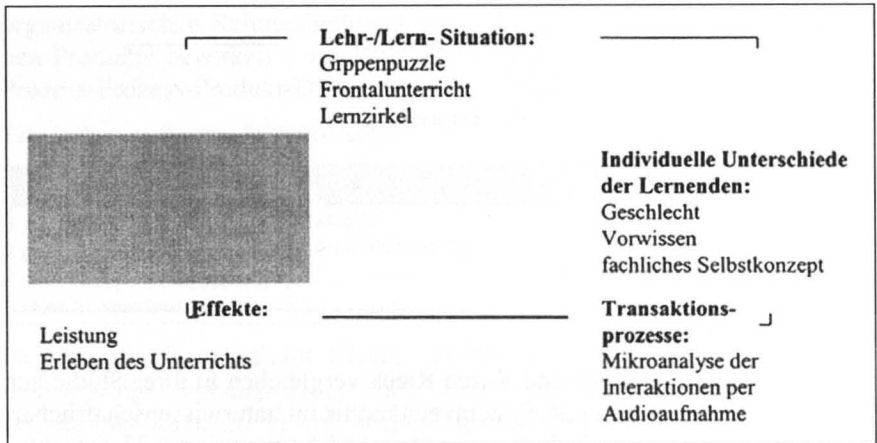 Lehr-/Lern- Situation:
Grppenpuzzle
Frontalunterricht
Lernzirkel
Individuelle Unterschiede
der Lernenden:
Geschlecht
Vorwissen
fachliches Selbstkonzept
Effekte:
Leistung
Erleben des Unterrichts
Transaktions-
prozesse:
Mikroanalyse der
Interaktionen per
Audioaufnahme